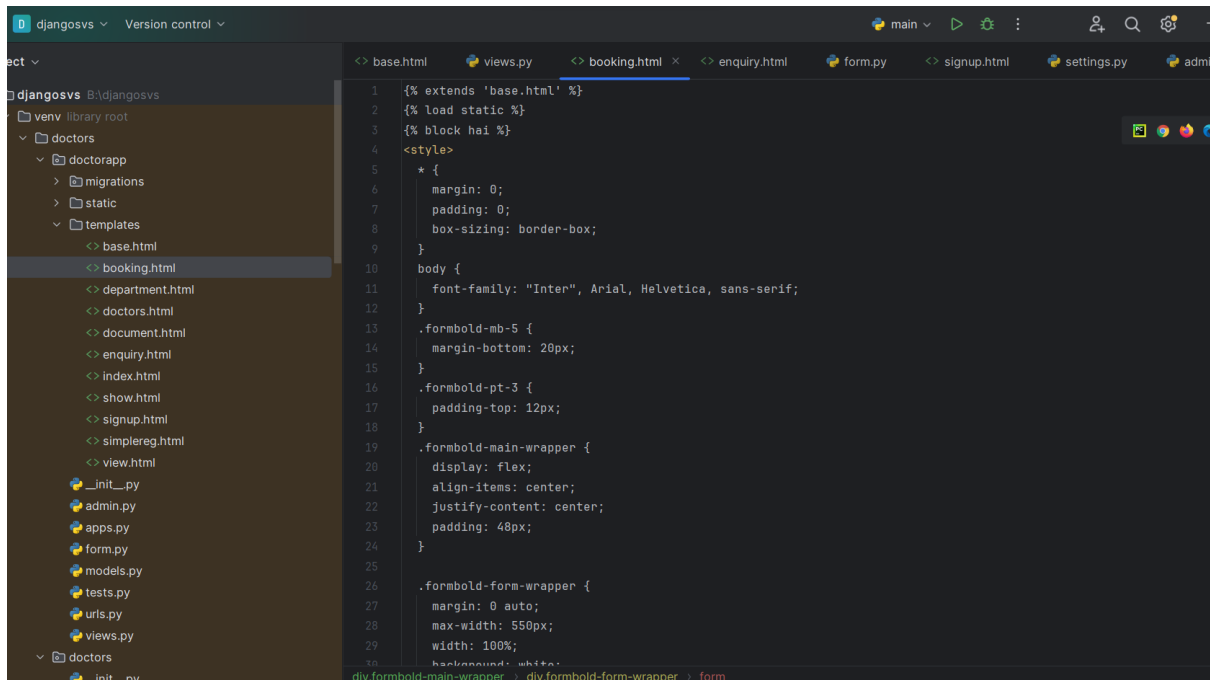 D djangosvs Version control main
ect
base.html views.py booking.html × enquiry.html form.py signup.html settings.py admi
djangosvs B:\djangosvs
venv library root
doctors
doctorapp
migrations
static
templates
base.html
booking.html
department.html
doctors.html
document.html
enquiry.html
index.html
show.html
signup.html
simplereg.html
view.html
__init__.py
admin.py
apps.py
form.py
models.py
tests.py
urls.py
views.py
doctors
__init__.py
1 {% extends 'base.html' %}
2 {% load static %}
3 {% block hai %}
4 <style>
5 * {
6 margin: 0;
7 padding: 0;
8 box-sizing: border-box;
9 }
10 body {
11 font-family: "Inter", Arial, Helvetica, sans-serif;
12 }
13 .formbold-mb-5 {
14 margin-bottom: 20px;
15 }
16 .formbold-pt-3 {
17 padding-top: 12px;
18 }
19 .formbold-main-wrapper {
20 display: flex;
21 align-items: center;
22 justify-content: center;
23 padding: 48px;
24 }
25
26 .formbold-form-wrapper {
27 margin: 0 auto;
28 max-width: 550px;
29 width: 100%;
30 background: white;
div.formbold-main-wrapper > div.formbold-form-wrapper > form
PC